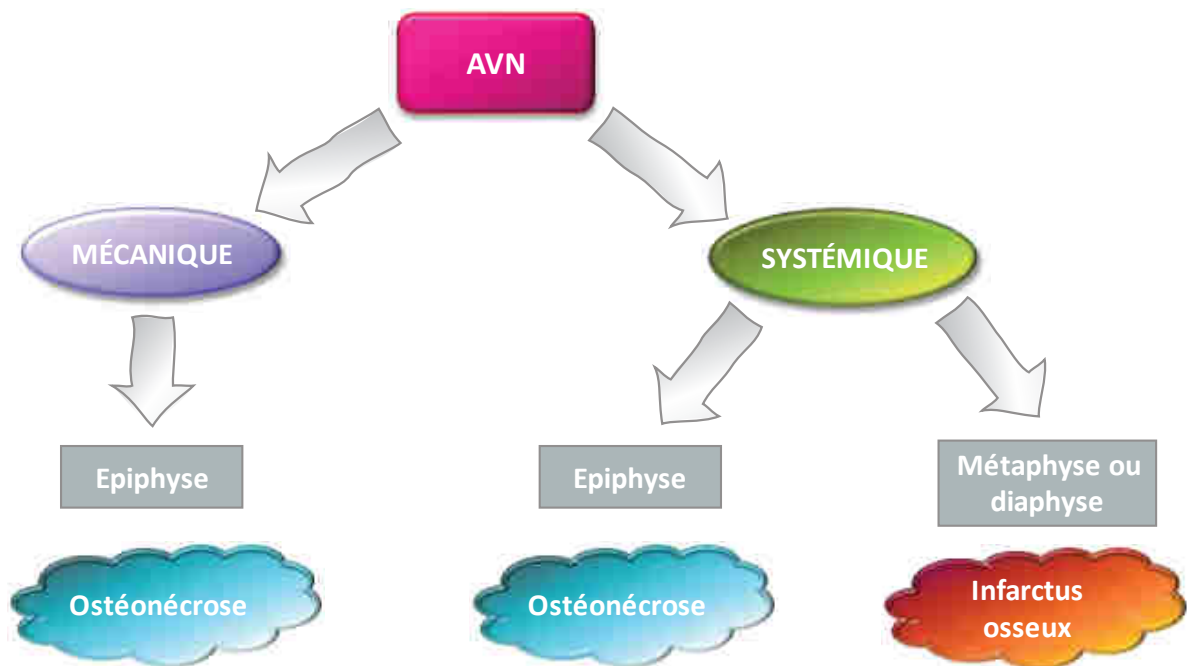 AVN
MÉCANIQUE
SYSTÉMIQUE
Epiphyse
Epiphyse
Métaphyse ou
diaphyse
Ostéonécrose
Ostéonécrose
Infarctus
osseux